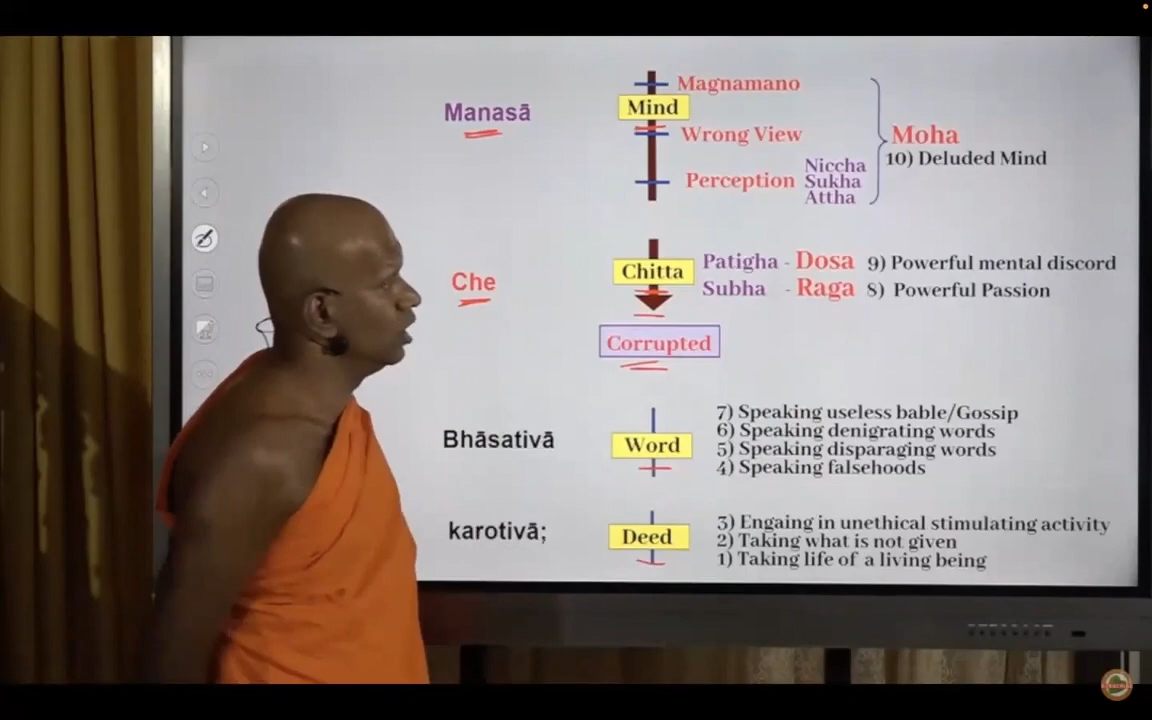 Magnamano
Manasā
Mind
Wrong View
Moha
10) Deluded Mind
Perception
Niccha
Sukha
Attha
Che
Chitta
Patigha - Dosa 9) Powerful mental discord
Subha - Raga 8) Powerful Passion
Corrupted
Bhāsativā
Word
7) Speaking useless bable/Gossip
6) Speaking denigrating words
5) Speaking disparaging words
4) Speaking falsehoods
karotivā;
Deed
3) Engaing in unethical stimulating activity
2) Taking what is not given
1) Taking life of a living being